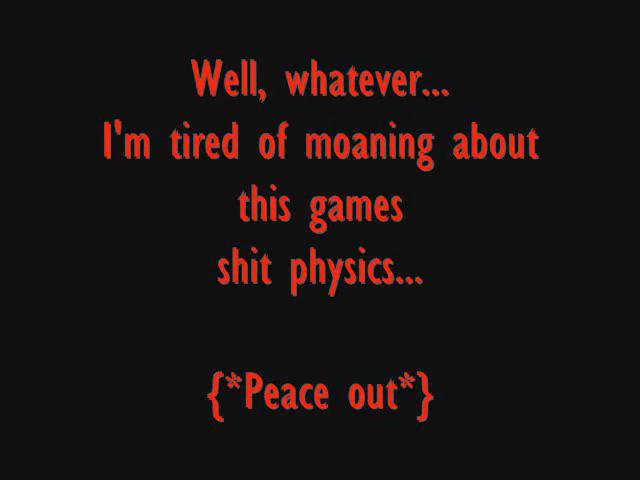 Well, whatever...
I'm tired of moaning about
this games
shit physics...
{*Peace out*}